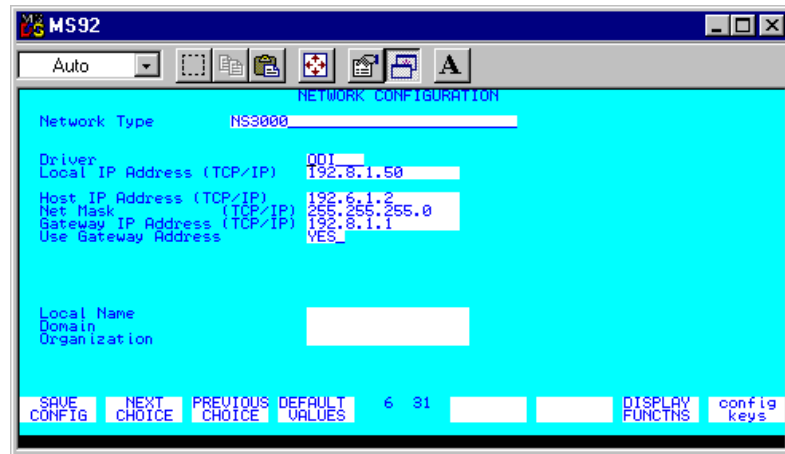 MS92
Auto
A
NETWORK CONFIGURATION
Network Type NS3000
Driver ODI
Local IP Address (TCP/IP) 192.8.1.50
Host IP Address (TCP/IP) 192.6.1.2
Net Mask (TCP/IP) 255.255.255.0
Gateway IP Address (TCP/IP) 192.8.1.1
Use Gateway Address YES
Local Name
Domain
Organization
SAVE NEXT PREVIOUS DEFAULT 6 31 DISPLAY config
CONFIG CHOICE CHOICE VALUES FUNCTNS keys